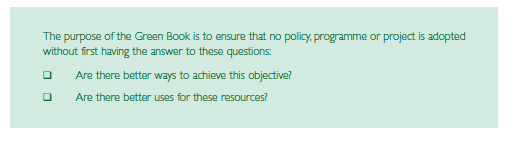 The purpose of the Green Book is to ensure that no policy, programme or project is adopted
without first having the answer to these questions:
❑ Are there better ways to achieve this objective?
❑ Are there better uses for these resources?